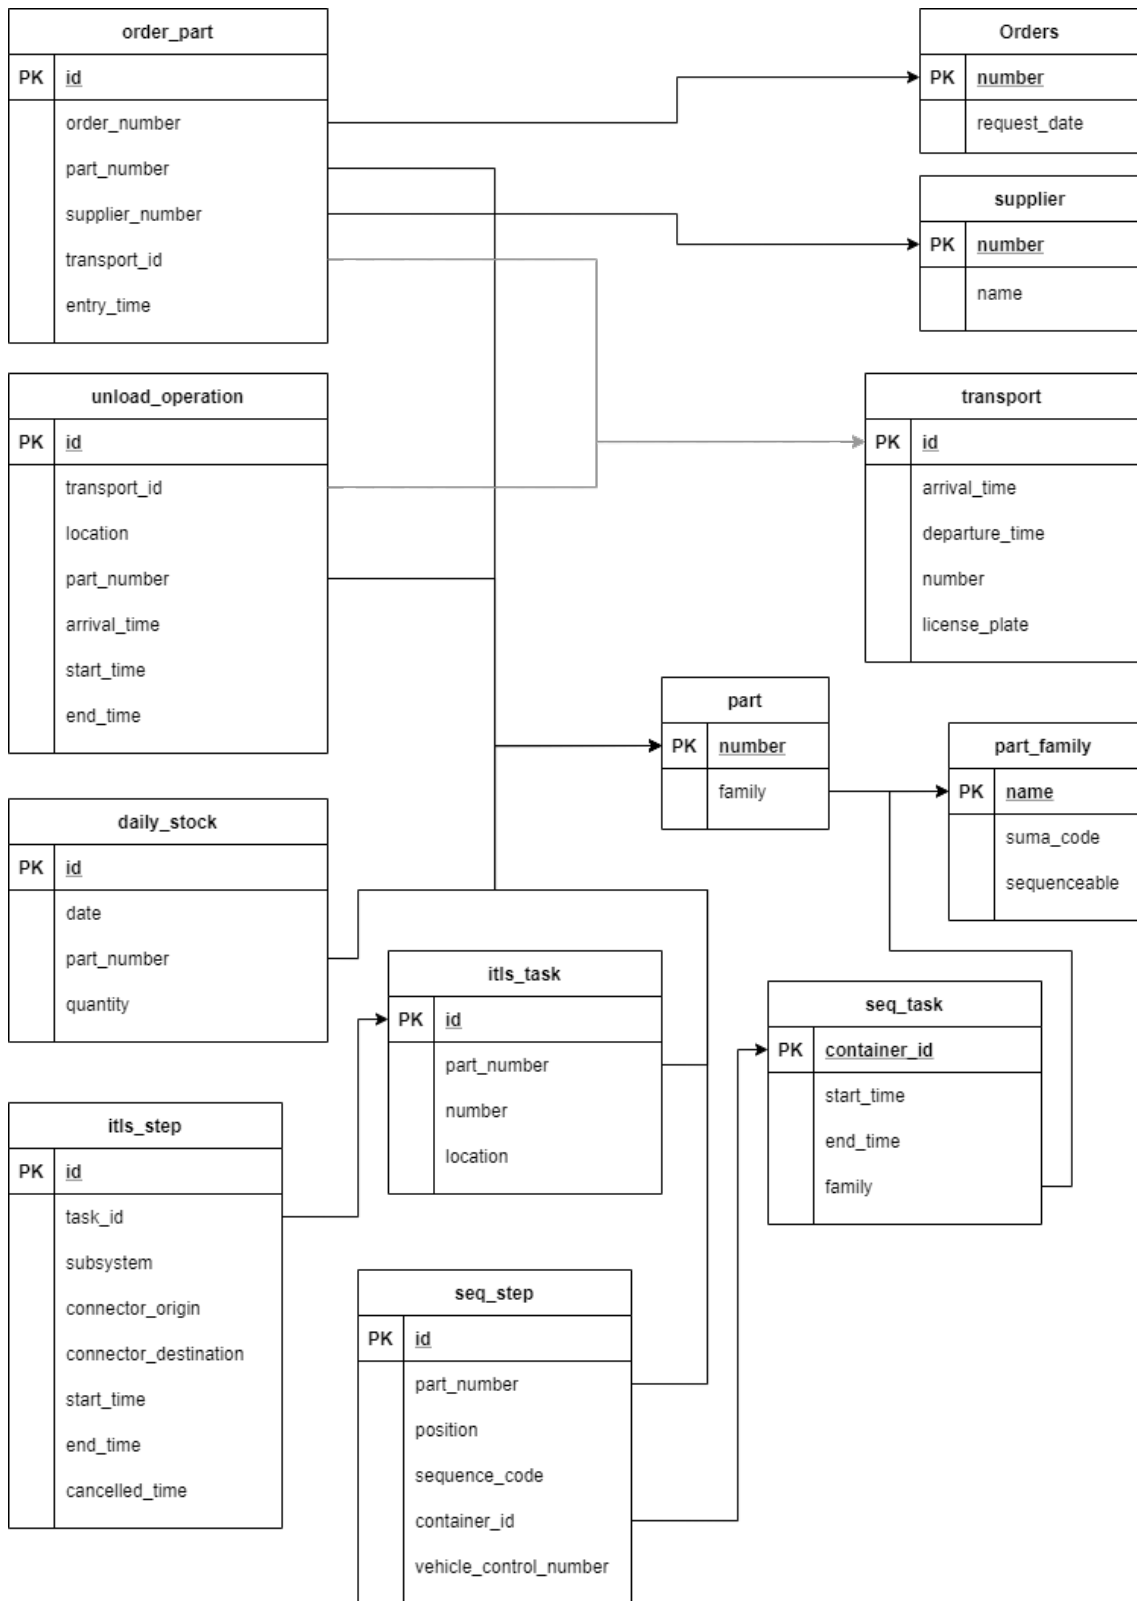 order_part
PK id
order_number
part_number
supplier_number
transport_id
entry_time
Orders
PK number
request_date
supplier
PK number
name
unload_operation
PK id
transport_id
location
part_number
arrival_time
start_time
end_time
transport
PK id
arrival_time
departure_time
number
license_plate
part
PK number
family
part_family
PK name
suma_code
sequenceable
daily_stock
PK id
date
part_number
quantity
itls_task
PK id
part_number
number
location
seq_task
PK container_id
start_time
end_time
family
itls_step
PK id
task_id
subsystem
connector_origin
connector_destination
start_time
end_time
cancelled_time
seq_step
PK id
part_number
position
sequence_code
container_id
vehicle_control_number